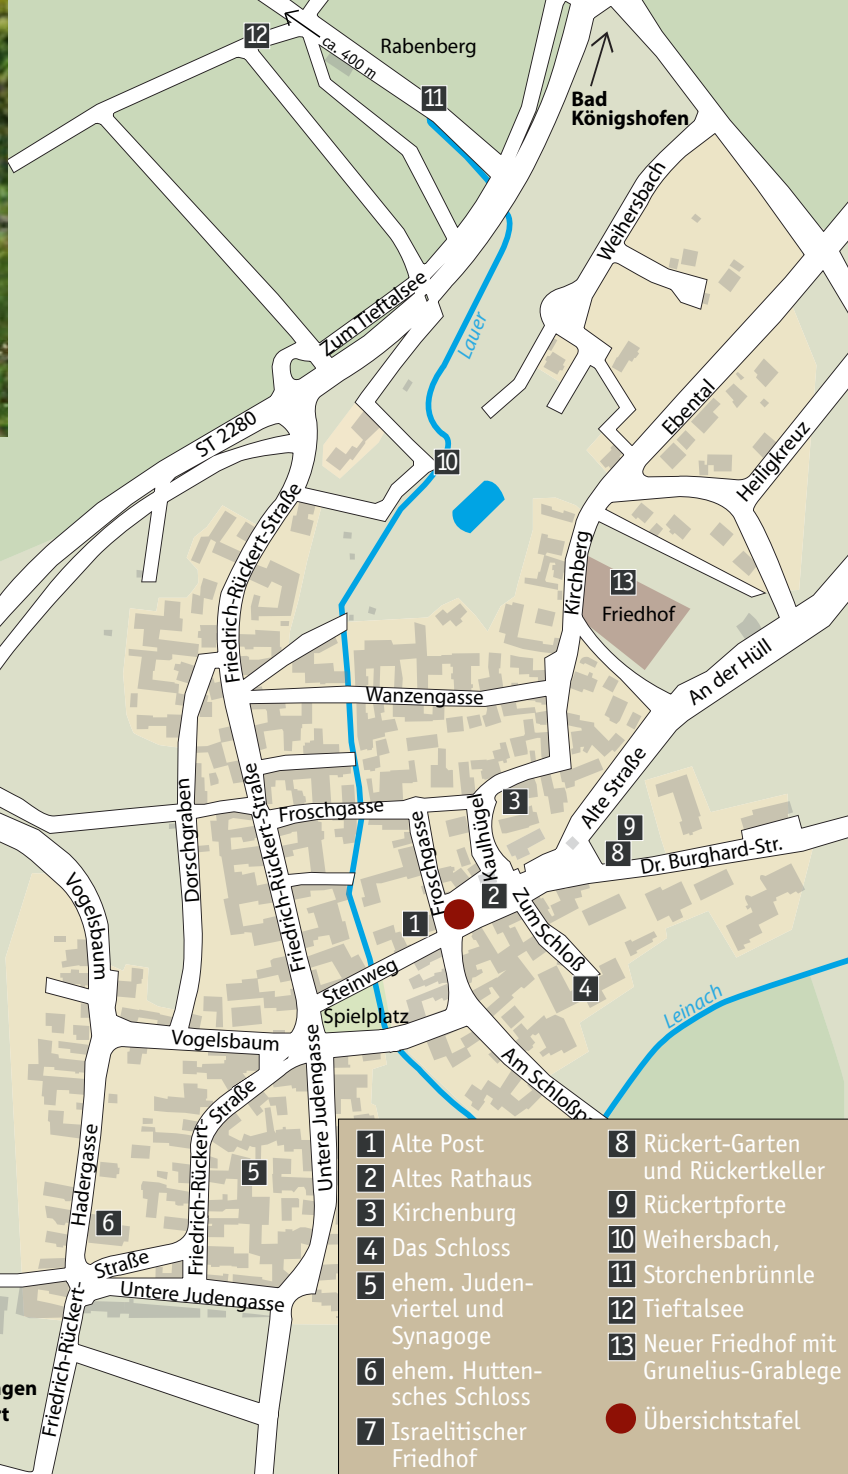 12
ca. 400 m
Rabenberg
11
Bad
Königshofen
Weihersbach
Zum Tieftalsee
Lauer
ST 2280
Ebental
Heiligkreuz
10
Friedrich-Rückert-Straße
Kirchberg
13
Friedhof
Wanzengasse
An der Hüll
Alte Straße
Dorschgraben
Friedrich-Rückert-Straße
Froschgasse
Froschgasse
Kaulhügel
3
9
8
Dr. Burghard-Str.
Vogelsbaum
1
2
Zum Schloß
4
Steinweg
Spielplatz
Leinach
Vogelsbaum
Am Schloßp
Friedrich-Rückert-
Straße
Untere Judengasse
5
Hadergasse
6
Straße
Untere Judengasse
Friedrich-Rückert-
gen
t
1 Alte Post
2 Altes Rathaus
3 Kirchenburg
4 Das Schloss
5 ehem. Juden-
viertel und
Synagoge
6 ehem. Hutten-
sches Schloss
7 Israelitischer
Friedhof
8 Rückert-Garten
und Rückertkeller
9 Rückertpforte
10 Weihersbach,
11 Storchenbrünnle
12 Tieftalsee
13 Neuer Friedhof mit
Grunelius-Grablege
Übersichtstafel